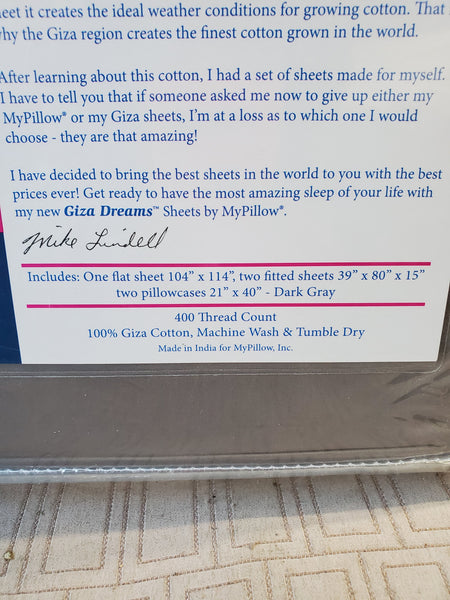 eet it creates the ideal weather conditions for growing cotton. That
why the Giza region creates the finest cotton grown in the world.
After learning about this cotton, I had a set of sheets made for myself.
I have to tell you that if someone asked me now to give up either my
MyPillow® or my Giza sheets, I'm at a loss as to which one I would
choose - they are that amazing!
I have decided to bring the best sheets in the world to you with the best
prices ever! Get ready to have the most amazing sleep of your life with
my new Giza Dreams™ Sheets by MyPillow®.
Mike Lindell
Includes: One flat sheet 104" x 114", two fitted sheets 39" x 80" x 15"
two pillowcases 21" x 40" - Dark Gray
400 Thread Count
100% Giza Cotton, Machine Wash & Tumble Dry
Made in India for MyPillow, Inc.